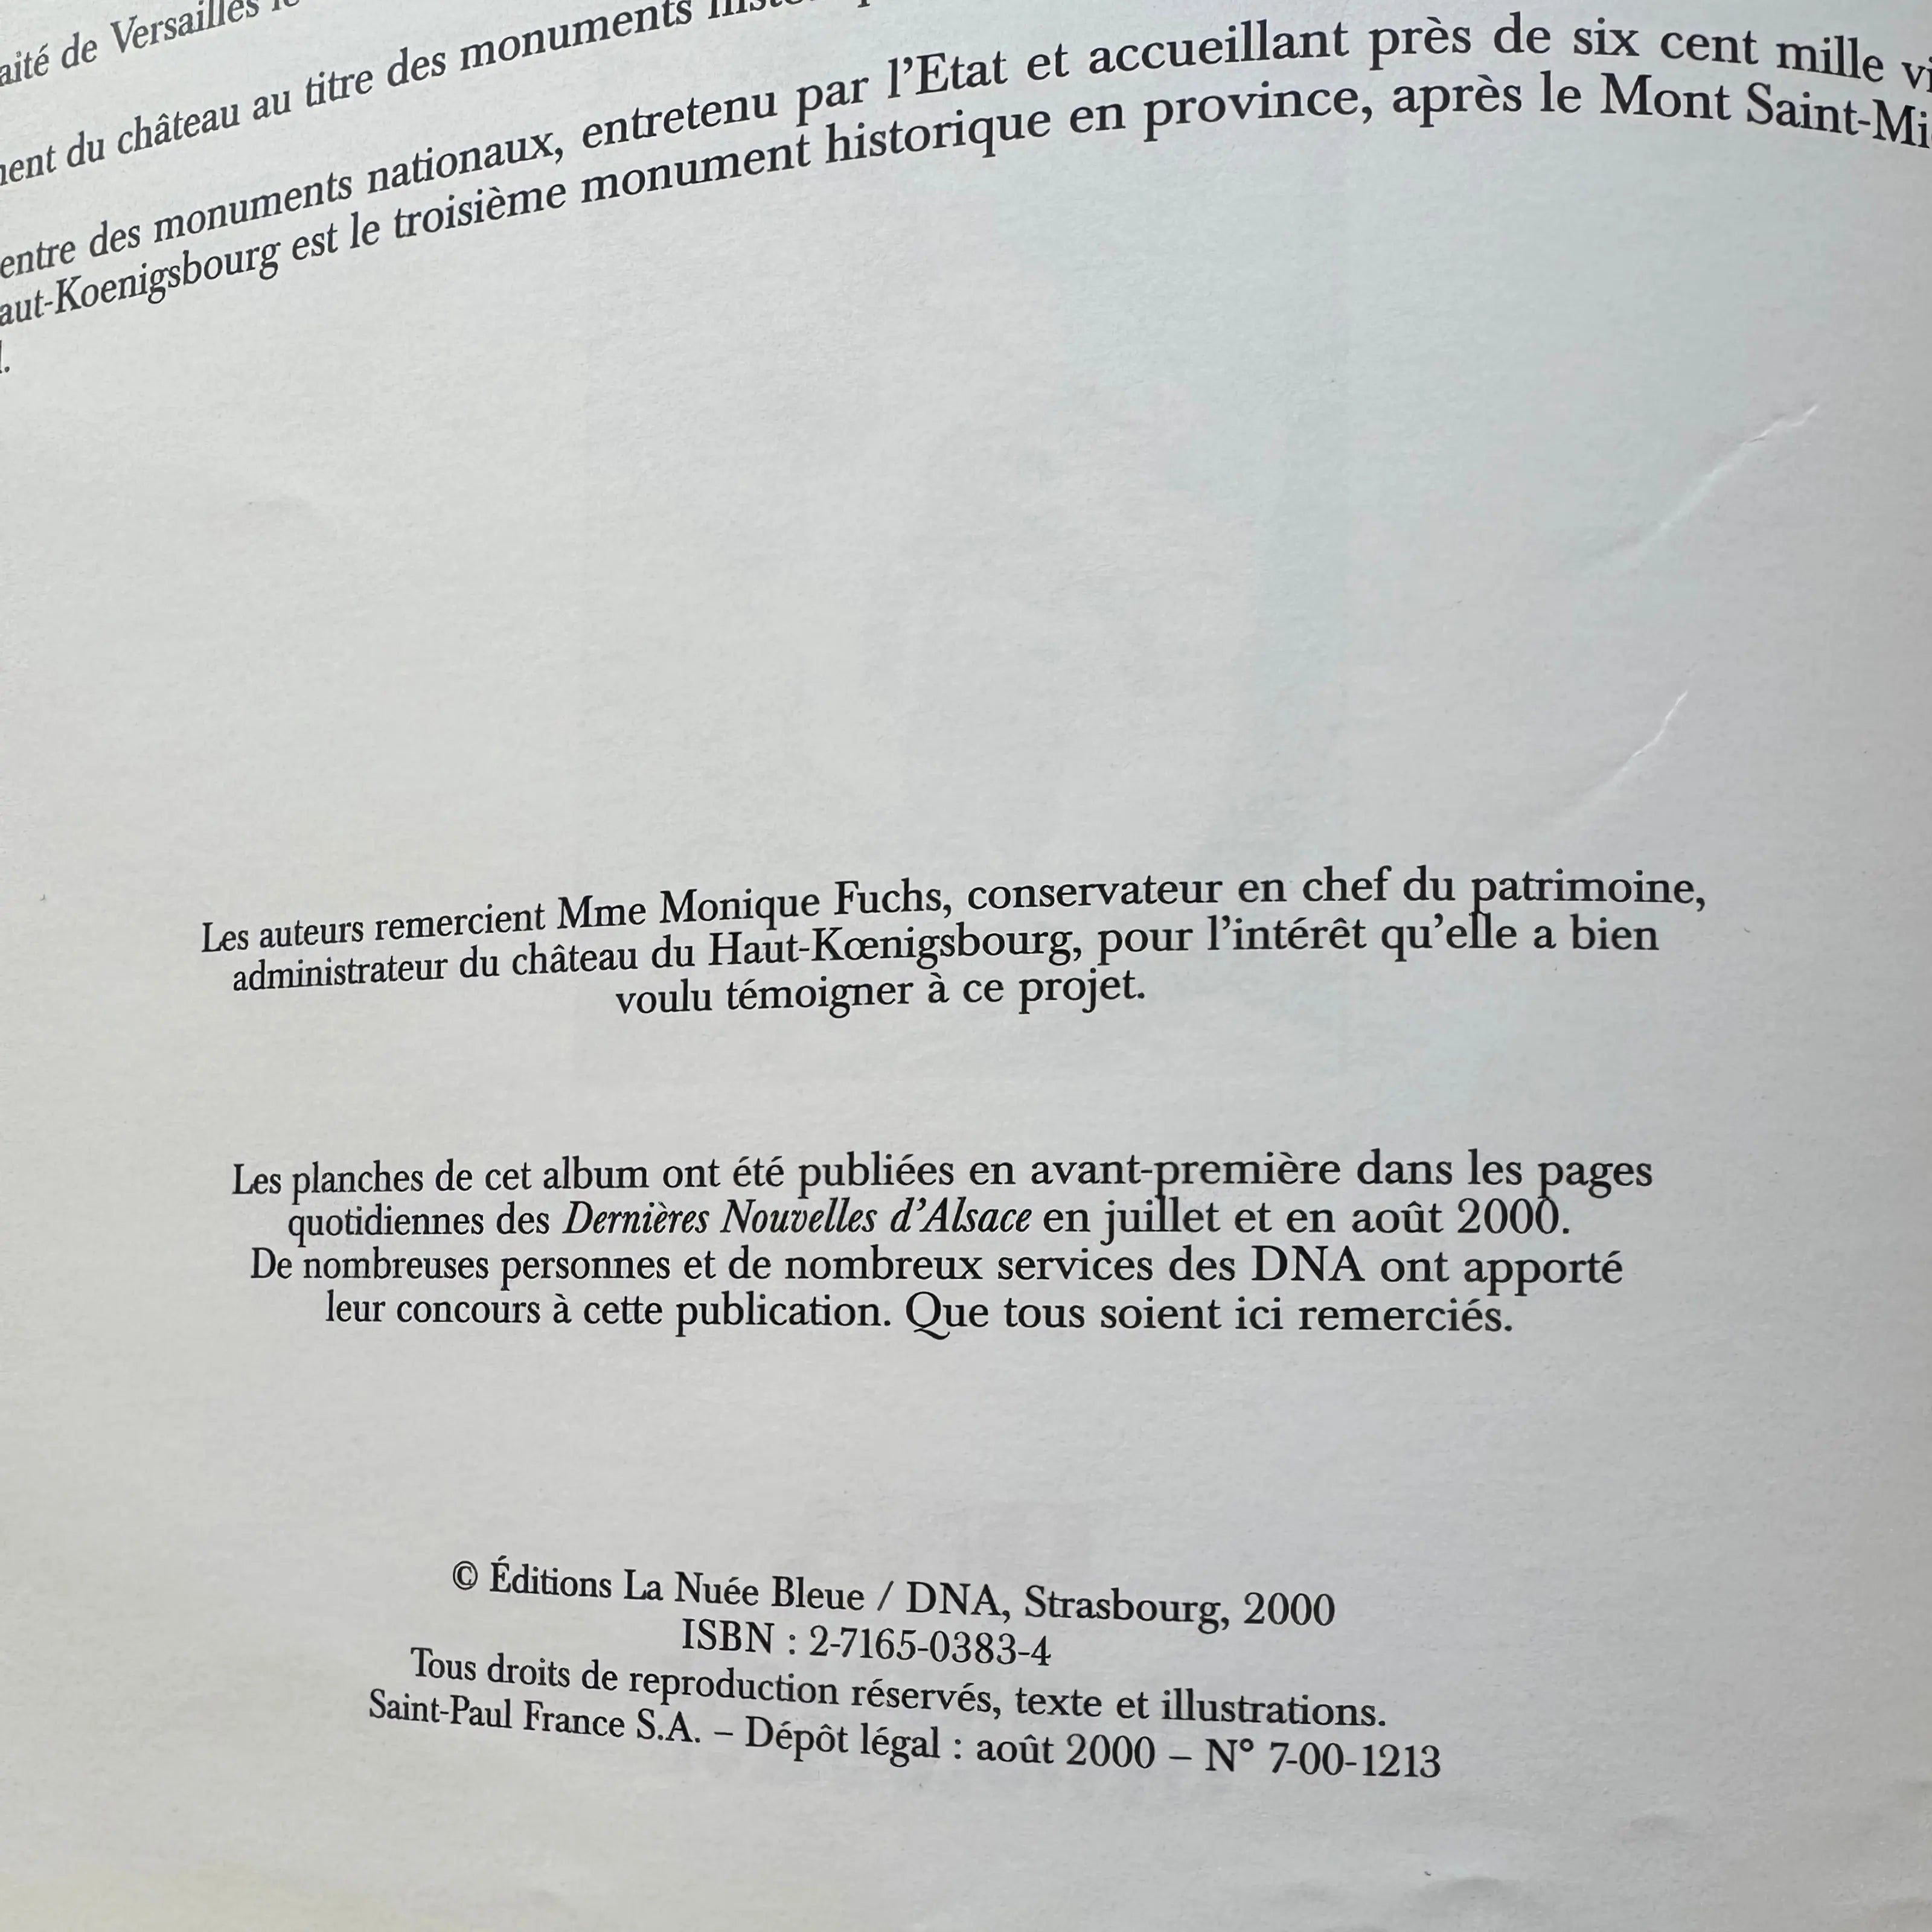 de Versailles
du château au titre des monuments
des monuments nationaux, entretenu par l'Etat et accueillant près de six cent mille
est le troisième monument historique en province, après le Mont
Les auteurs remercient Mme Monique Fuchs, conservateur en chef du patrimoine,
administrateur du château du Haut-Kœnigsbourg, pour l'intérêt qu'elle a bien
voulu témoigner à ce projet.
Les planches de cet album ont été publiées en avant-première dans les pages
quotidiennes des Dernières Nouvelles d'Alsace en juillet et en août 2000.
De nombreuses personnes et de nombreux services des DNA ont apporté
leur concours à cette publication. Que tous soient ici remerciés.
© Éditions La Nuée Bleue / DNA, Strasbourg, 2000
ISBN : 2-7165-0383-4
Tous droits de reproduction réservés, texte et illustrations.
Saint-Paul France S.A. – Dépôt légal : août 2000 – N° 7-00-1213